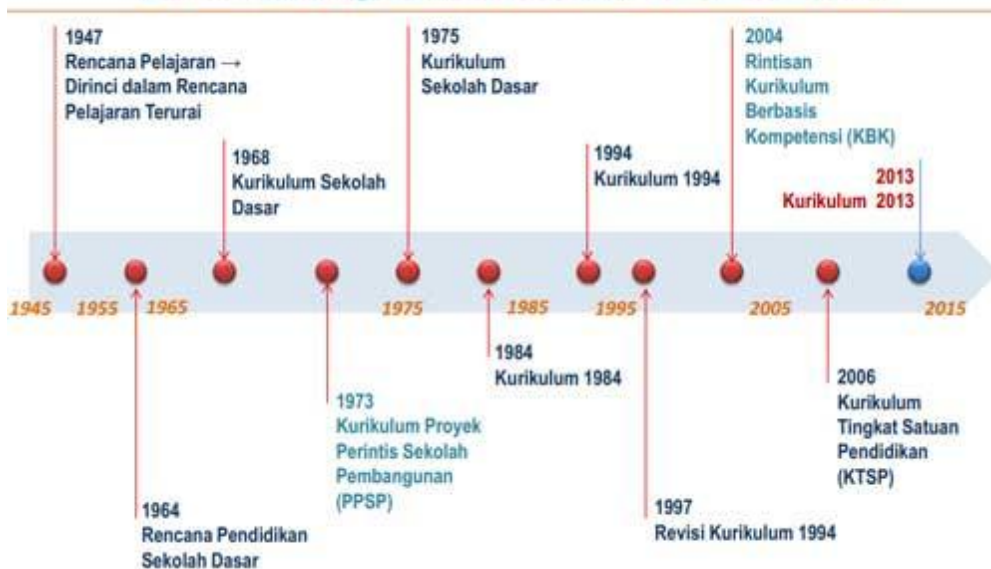 1947
Rencana Pelajaran →
Dirinci dalam Rencana
Pelajaran Terurai
1975
Kurikulum
Sekolah Dasar
2004
Rintisan
Kurikulum
Berbasis
Kompetensi (KBK)
1968
Kurikulum Sekolah
Dasar
1994
Kurikulum 1994
2013
Kurikulum 2013
1945 1955 1965 1975 1985 1995 2005 2015
1984
Kurikulum 1984
1973
Kurikulum Proyek
Perintis Sekolah
Pembangunan
(PPSP)
2006
Kurikulum
Tingkat Satuan
Pendidikan
(KTSP)
1964
Rencana Pendidikan
Sekolah Dasar
1997
Revisi Kurikulum 1994